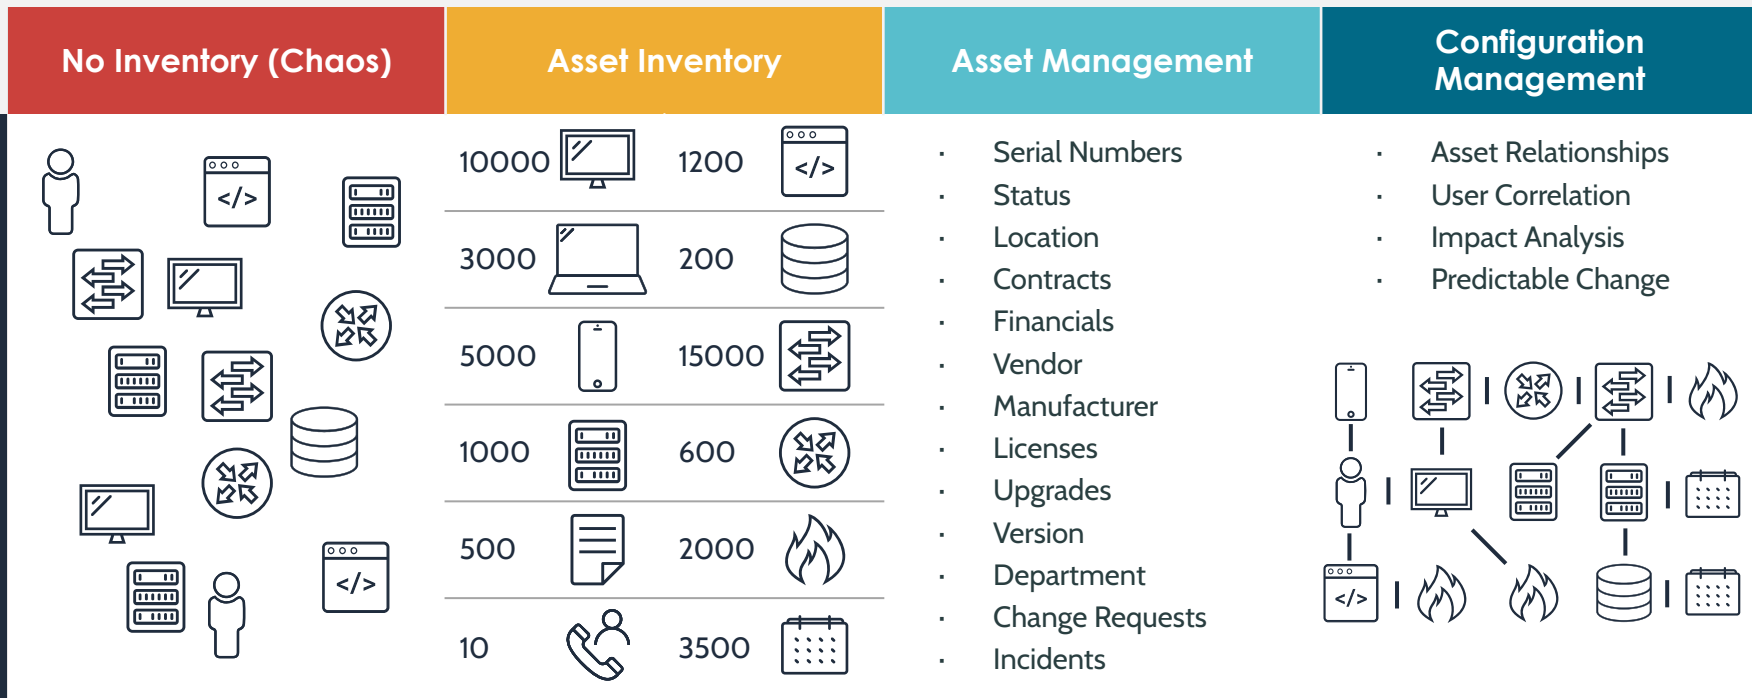 No Inventory (Chaos)
Asset Inventory
Asset Management
Configuration
Management
</>
</>
10000
1200
</>
3000
200
5000
15000
1000
600
500
2000
10
3500
· Serial Numbers
· Status
· Location
· Contracts
· Financials
· Vendor
· Manufacturer
· Licenses
· Upgrades
· Version
· Department
· Change Requests
· Incidents
· Asset Relationships
· User Correlation
· Impact Analysis
· Predictable Change
</>